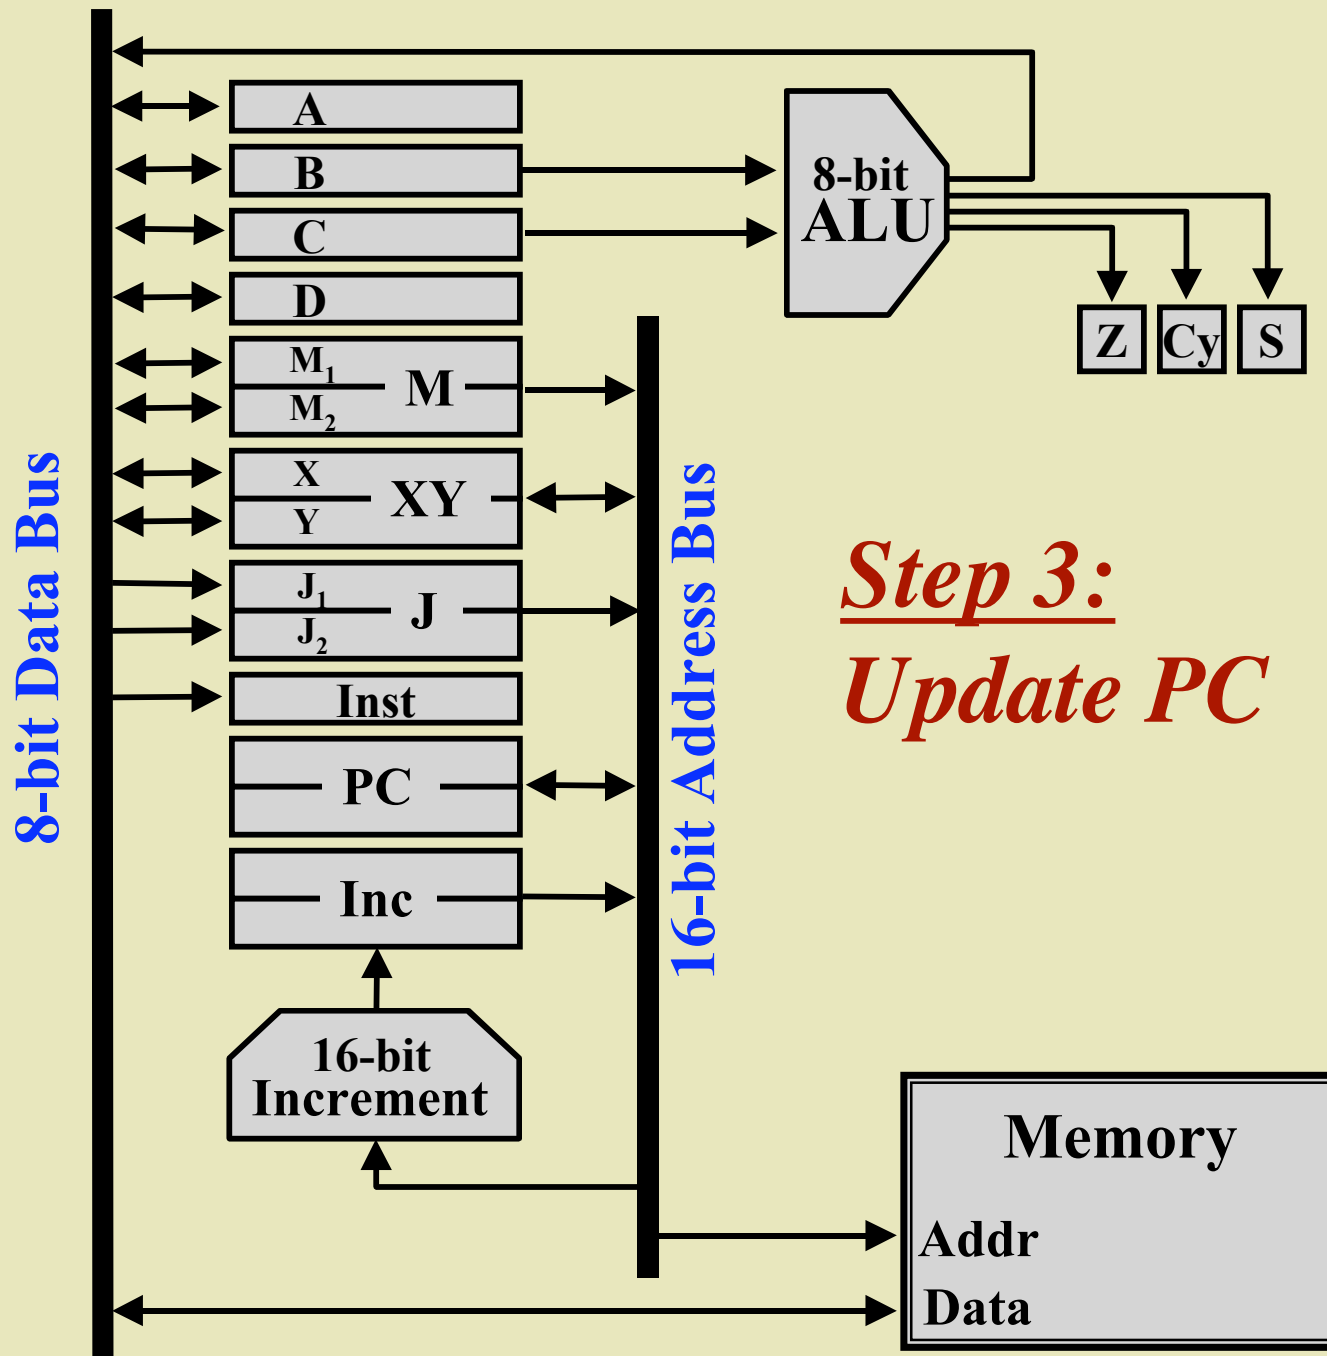 A
B
C
D
M1
M
M2
X
XY
Y
J1
J
J2
Inst
PC
Inc
16-bit
Increment
8-bit Data Bus
16-bit Address Bus
8-bit
ALU
Z
Cy
S
Step 3:
Update PC
Memory
Addr
Data